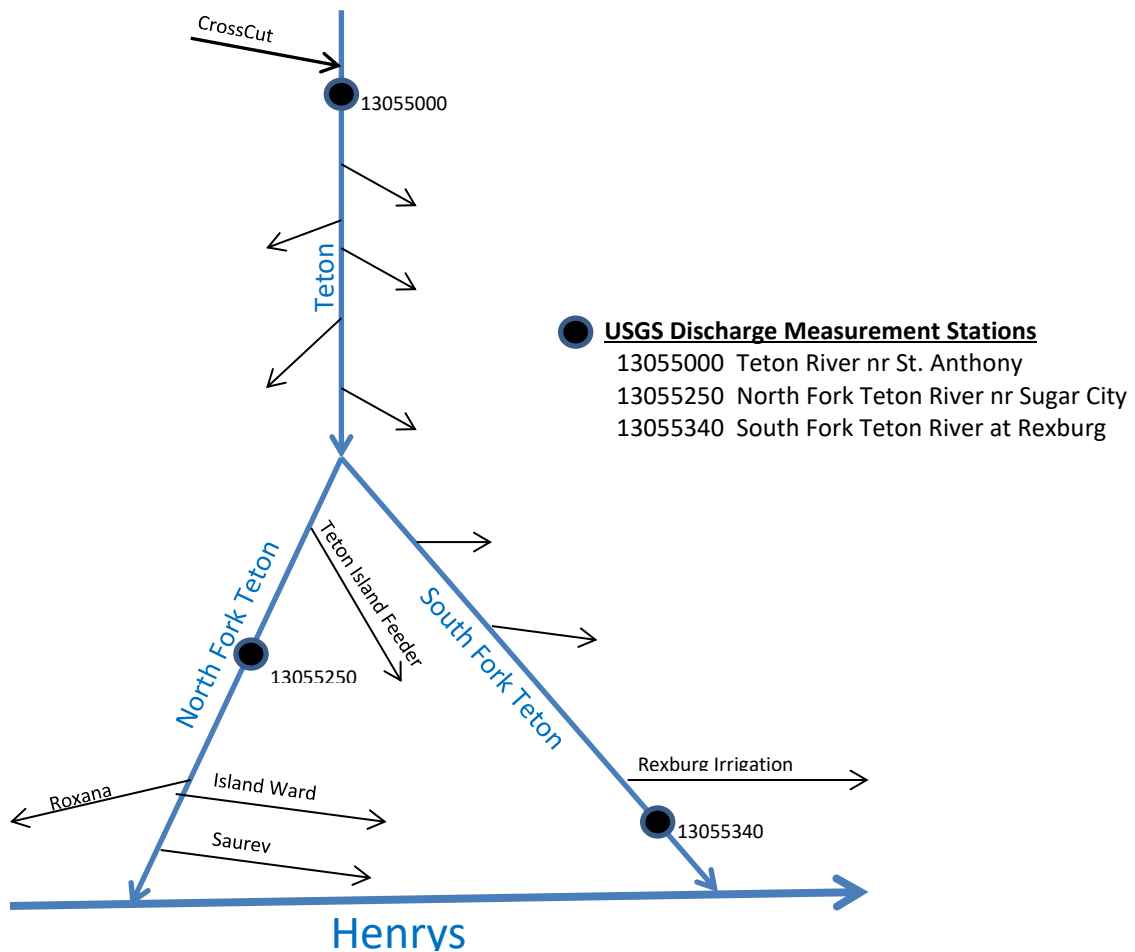 CrossCut
13055000
Teton
USGS Discharge Measurement Stations
13055000 Teton River nr St. Anthony
13055250 North Fork Teton River nr Sugar City
13055340 South Fork Teton River at Rexburg
North Fork Teton
Teton Island Feeder
South Fork Teton
13055250
Roxana
Island Ward
Saurey
Rexburg Irrigation
13055340
Henrys